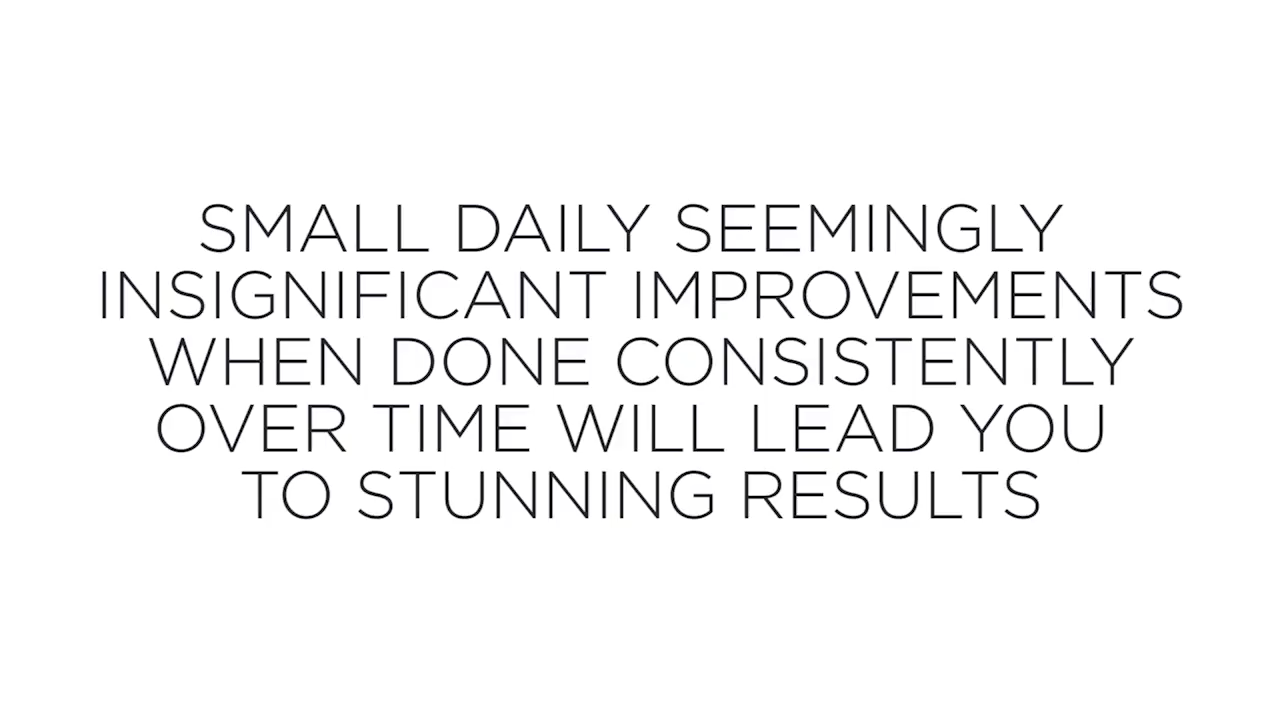 SMALL DAILY SEEMINGLY
INSIGNIFICANT IMPROVEMENTS
WHEN DONE CONSISTENTLY
OVER TIME WILL LEAD YOU
TO STUNNING RESULTS